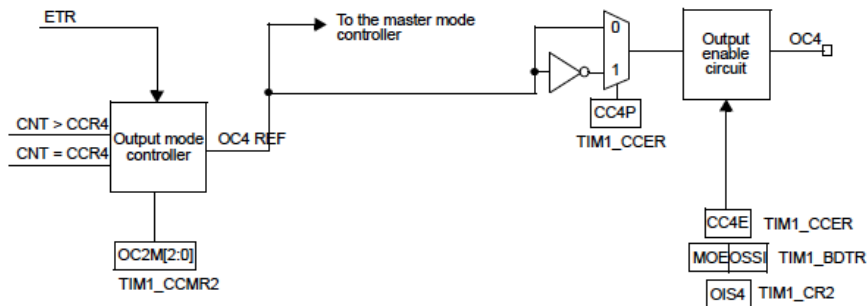 ETR
To the master mode
controller
0
1
Output
enable
circuit
OC4
CNT > CCR4
CNT = CCR4
Output mode
controller
OC4 REF
CC4P
TIM1_CCER
OC2M[2:0]
TIM1_CCMR2
CC4E TIM1_CCER
MOE OSSI TIM1_BDTR
OIS4 TIM1_CR2